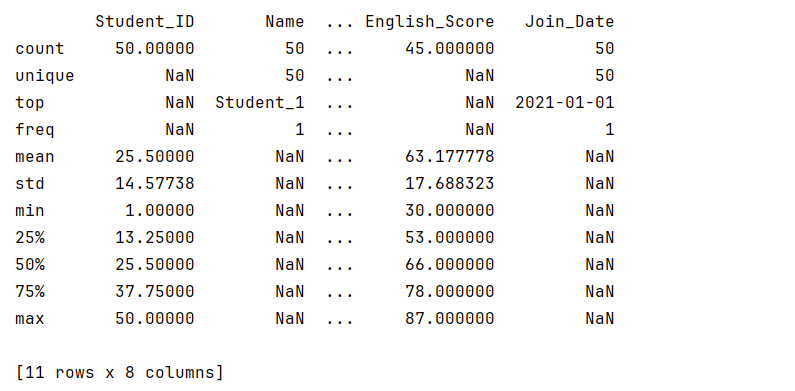 Student_ID       Name  ... English_Score   Join_Date
count    50.00000         50  ...     45.000000          50
unique        NaN         50  ...           NaN          50
top           NaN  Student_1  ...           NaN  2021-01-01
freq          NaN          1  ...           NaN           1
mean     25.50000        NaN  ...     63.177778         NaN
std      14.57738        NaN  ...     17.688323         NaN
min       1.00000        NaN  ...     30.000000         NaN
25%      13.25000        NaN  ...     53.000000         NaN
50%      25.50000        NaN  ...     66.000000         NaN
75%      37.75000        NaN  ...     78.000000         NaN
max      50.00000        NaN  ...     87.000000         NaN
[11 rows x 8 columns]